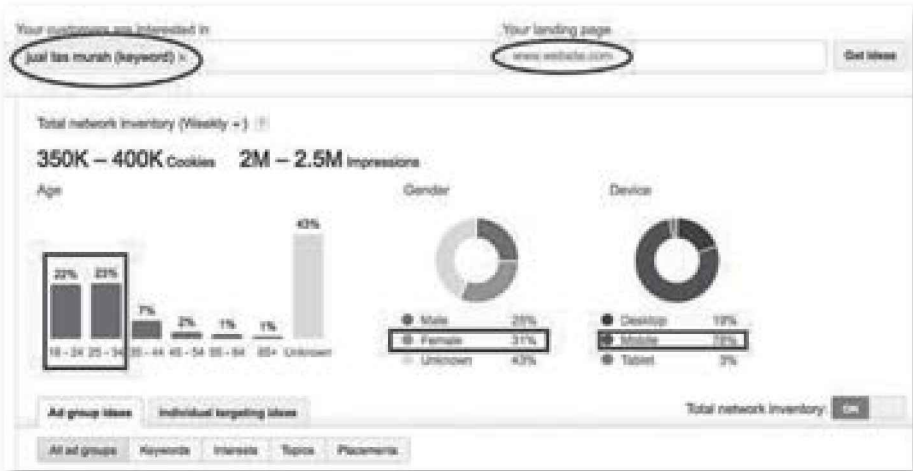 Your customers are interested in
jual tas murah (keyword) ×
Your landing page
www.website.com
Get ideas
Total network inventory (Weekly ) ?
350K – 400K Cookies 2M – 2.5M Impressions
Age
22% 23% 7% 2% 1% 1% 43%
18 - 24 25 - 34 35 - 44 45 - 54 55 - 64 65+ Unknown
Gender
Male 25%
Female 31%
Unknown 43%
Device
Desktop 19%
Mobile 78%
Tablet 3%
Ad group ideas Individual targeting ideas
Total network inventory: ON
All ad groups Keywords Interests Topics Placements